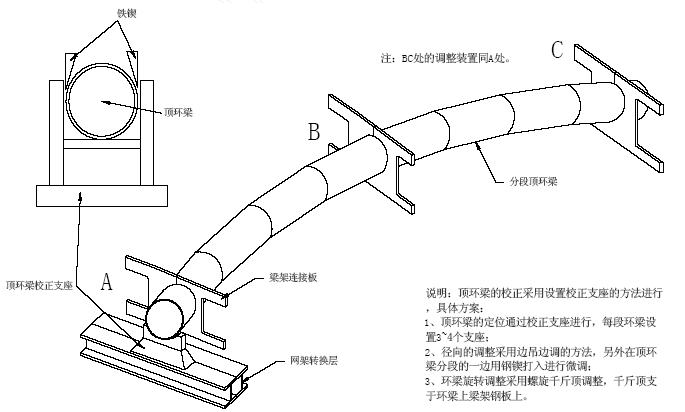 铁锲
注：BC处的调整装置同A处。
C
顶环梁
B
分段顶环梁
梁架连接板
顶环梁校正支座
A
网架转换层
说明：顶环梁的校正采用设置校正支座的方法进行
，具体方案：
1、顶环梁的定位通过校正支座进行，每段环梁设
置3~4个支座；
2、径向的调整采用边吊边调的方法，另外在顶环
梁分段的一边用钢锲打入进行微调；
3、环梁旋转调整采用螺旋千斤顶调整，千斤顶支
于环梁上梁架钢板上。